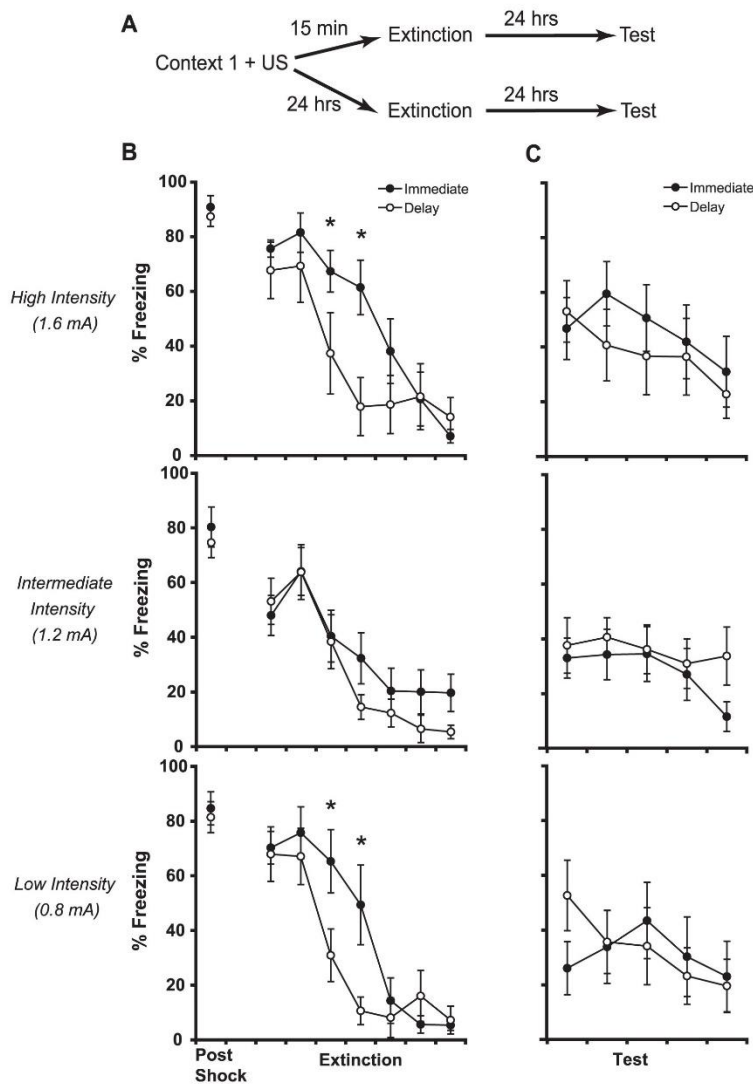 A
15 min
24 hrs
Context 1 + US
Extinction
Test
24 hrs
24 hrs
Extinction
Test
B
C
High Intensity
(1.6 mA)
% Freezing
100
80
60
40
20
0
Immediate
Delay
*
*
Immediate
Delay
Intermediate
Intensity
(1.2 mA)
% Freezing
100
80
60
40
20
0
Low Intensity
(0.8 mA)
% Freezing
100
80
60
40
20
0
*
*
Post
Shock
Extinction
Test